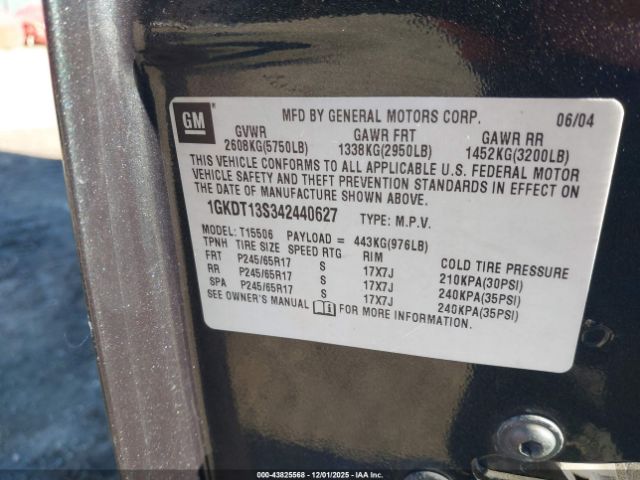 GM
MFD BY GENERAL MOTORS CORP. 06/04
GVWR GAWR FRT GAWR RR
2608KG(5750LB) 1338KG(2950LB) 1452KG(3200LB)
THIS VEHICLE CONFORMS TO ALL APPLICABLE U.S. FEDERAL MOTOR
VEHICLE SAFETY AND THEFT PREVENTION STANDARDS IN EFFECT ON
THE DATE OF MANUFACTURE SHOWN ABOVE.
1GKDT13S342440627 TYPE: M.P.V.
MODEL: T15506 PAYLOAD = 443KG(976LB)
TPNH TIRE SIZE SPEED RTG RIM COLD TIRE PRESSURE
FRT P245/65R17 S 17X7J 210KPA(30PSI)
RR P245/65R17 S 17X7J 240KPA(35PSI)
SPA P245/65R17 S 17X7J 240KPA(35PSI)
SEE OWNER'S MANUAL FOR MORE INFORMATION.
000-43825568 - 12/01/2025 - IAA Inc.